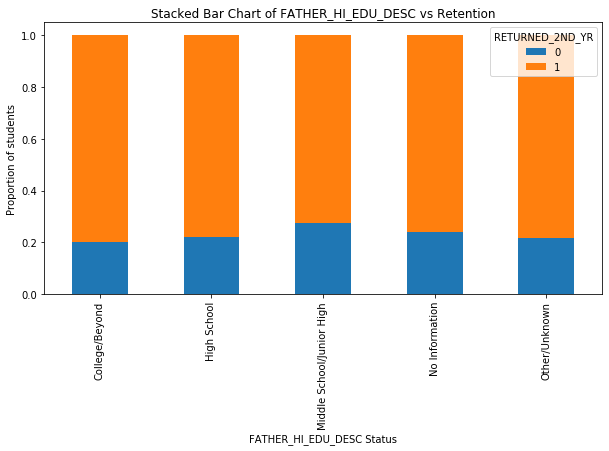 Stacked Bar Chart of FATHER_HI_EDU_DESC vs Retention
RETURNED_2ND_YR
0
1
Proportion of students
1.0
0.8
0.6
0.4
0.2
0.0
College/Beyond
High School
Middle School/Junior High
No Information
Other/Unknown
FATHER_HI_EDU_DESC Status